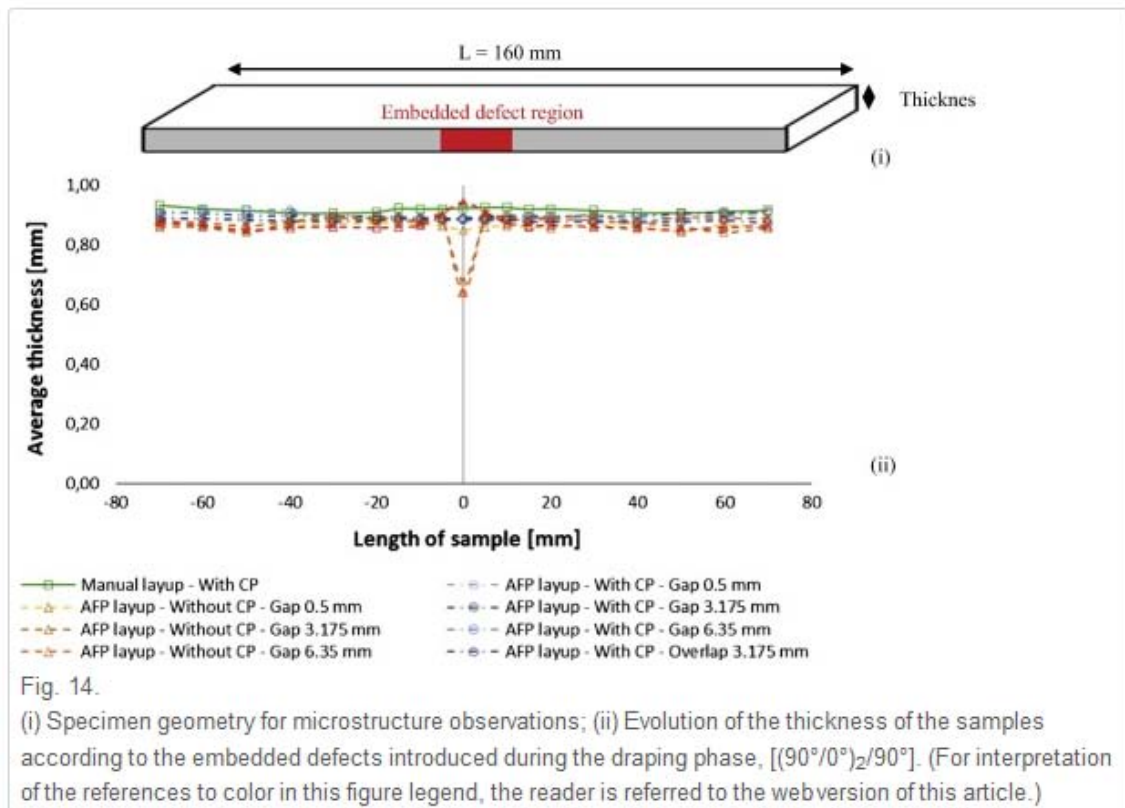 L = 160 mm
Thicknes
Embedded defect region
(i)
Average thickness [mm]
1,00
0,80
0,60
0,40
0,20
0,00
-80 -60 -40 -20 0 20 40 60 80
(ii)
Length of sample [mm]
Manual layup - With CP
AFP layup - With CP - Gap 0.5 mm
AFP layup - Without CP - Gap 0.5 mm
AFP layup - With CP - Gap 3.175 mm
AFP layup - Without CP - Gap 3.175 mm
AFP layup - With CP - Gap 6.35 mm
AFP layup - Without CP - Gap 6.35 mm
AFP layup - With CP - Overlap 3.175 mm
Fig. 14.
(i) Specimen geometry for microstructure observations; (ii) Evolution of the thickness of the samples
according to the embedded defects introduced during the draping phase, [(90°/0°)₂/90°]. (For interpretation
of the references to color in this figure legend, the reader is referred to the web version of this article.)